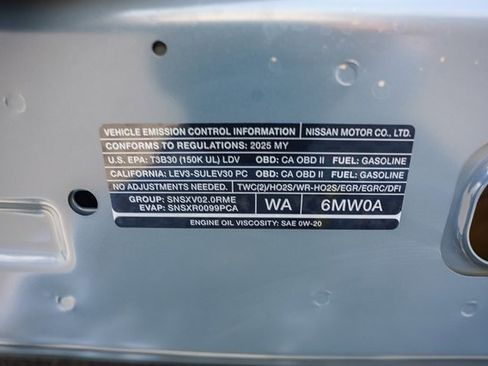 VEHICLE EMISSION CONTROL INFORMATION NISSAN MOTOR CO., LTD.
CONFORMS TO REGULATIONS: 2025 MY
U.S. EPA: T3B30 (150K UL) LDV OBD: CA OBD II FUEL: GASOLINE
CALIFORNIA: LEV3-SULEV30 PC OBD: CA OBD II FUEL: GASOLINE
NO ADJUSTMENTS NEEDED. TWC(2)/HO2S/WR-HO2S/EGR/EGRC/DFI
GROUP: SNSXV02.0RME
EVAP: SNSXR0099PCA
WA 6MW0A
ENGINE OIL VISCOSITY: SAE 0W-20